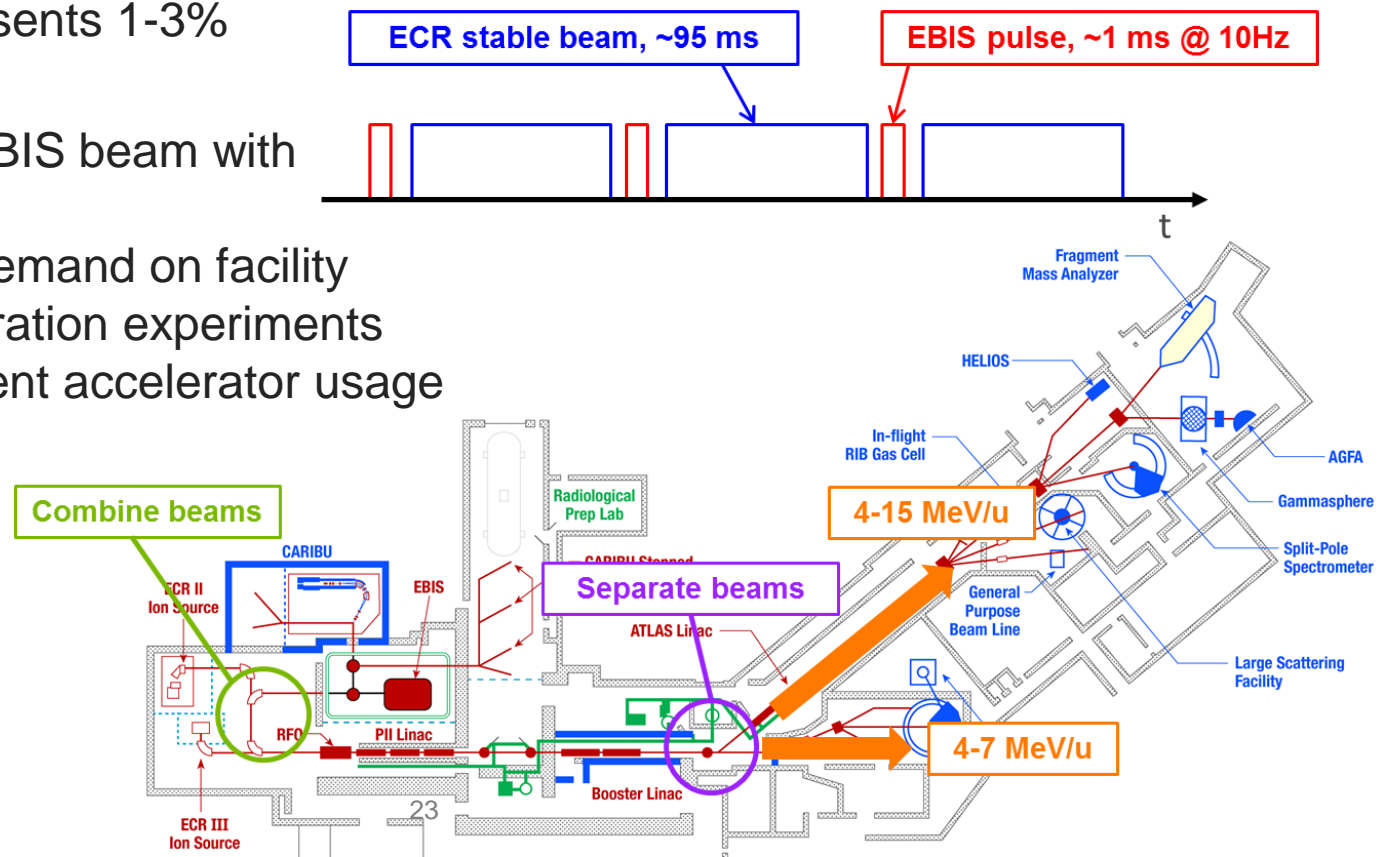 sents 1-3%
ECR stable beam, ~95 ms
EBIS pulse, ~1 ms @ 10Hz
BIS beam with
t
emand on facility
ration experiments
ent accelerator usage
Fragment
Mass Analyzer
HELIOS
In-flight
RIB Gas Cell
AGFA
Gammasphere
Split-Pole
Spectrometer
4-15 MeV/u
Combine beams
Radiological
Prep Lab
CARIBU
CARIBU Stopped
Separate beams
ECR II
Ion Source
EBIS
ATLAS Linac
General
Purpose
Beam Line
Large Scattering
Facility
RFQ
PII Linac
4-7 MeV/u
Booster Linac
23
ECR III
Ion Source